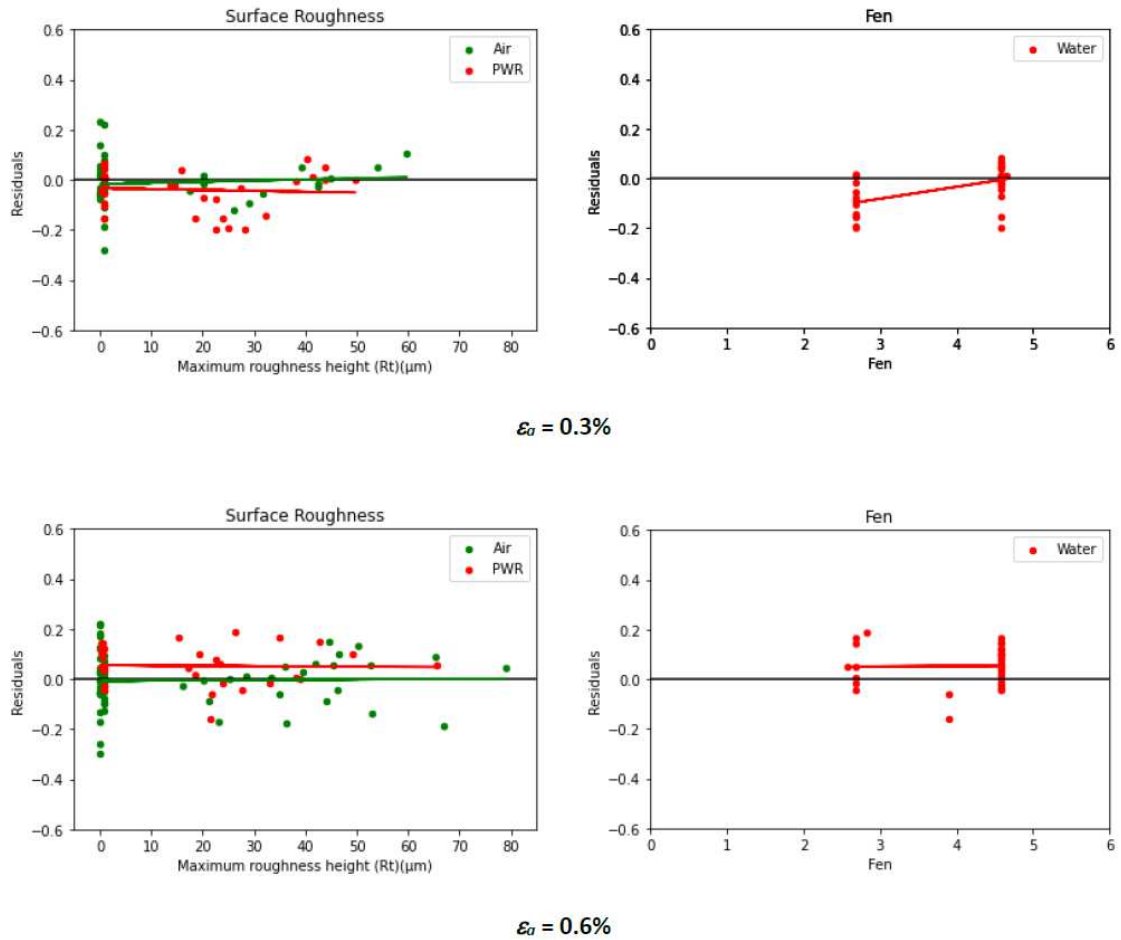 Surface Roughness
0.6
0.4
0.2
0.0
−0.2
−0.4
−0.6
Residuals
Air
PWR
0 10 20 30 40 50 60 70 80
Maximum roughness height (Rt)(μm)
Fen
0.6
0.4
0.2
0.0
−0.2
−0.4
−0.6
Residuals
Water
0 1 2 3 4 5 6
Fen
εa = 0.3%
Surface Roughness
0.6
0.4
0.2
0.0
−0.2
−0.4
−0.6
Residuals
Air
PWR
0 10 20 30 40 50 60 70 80
Maximum roughness height (Rt)(μm)
Fen
0.6
0.4
0.2
0.0
−0.2
−0.4
−0.6
Residuals
Water
0 1 2 3 4 5 6
Fen
εa = 0.6%